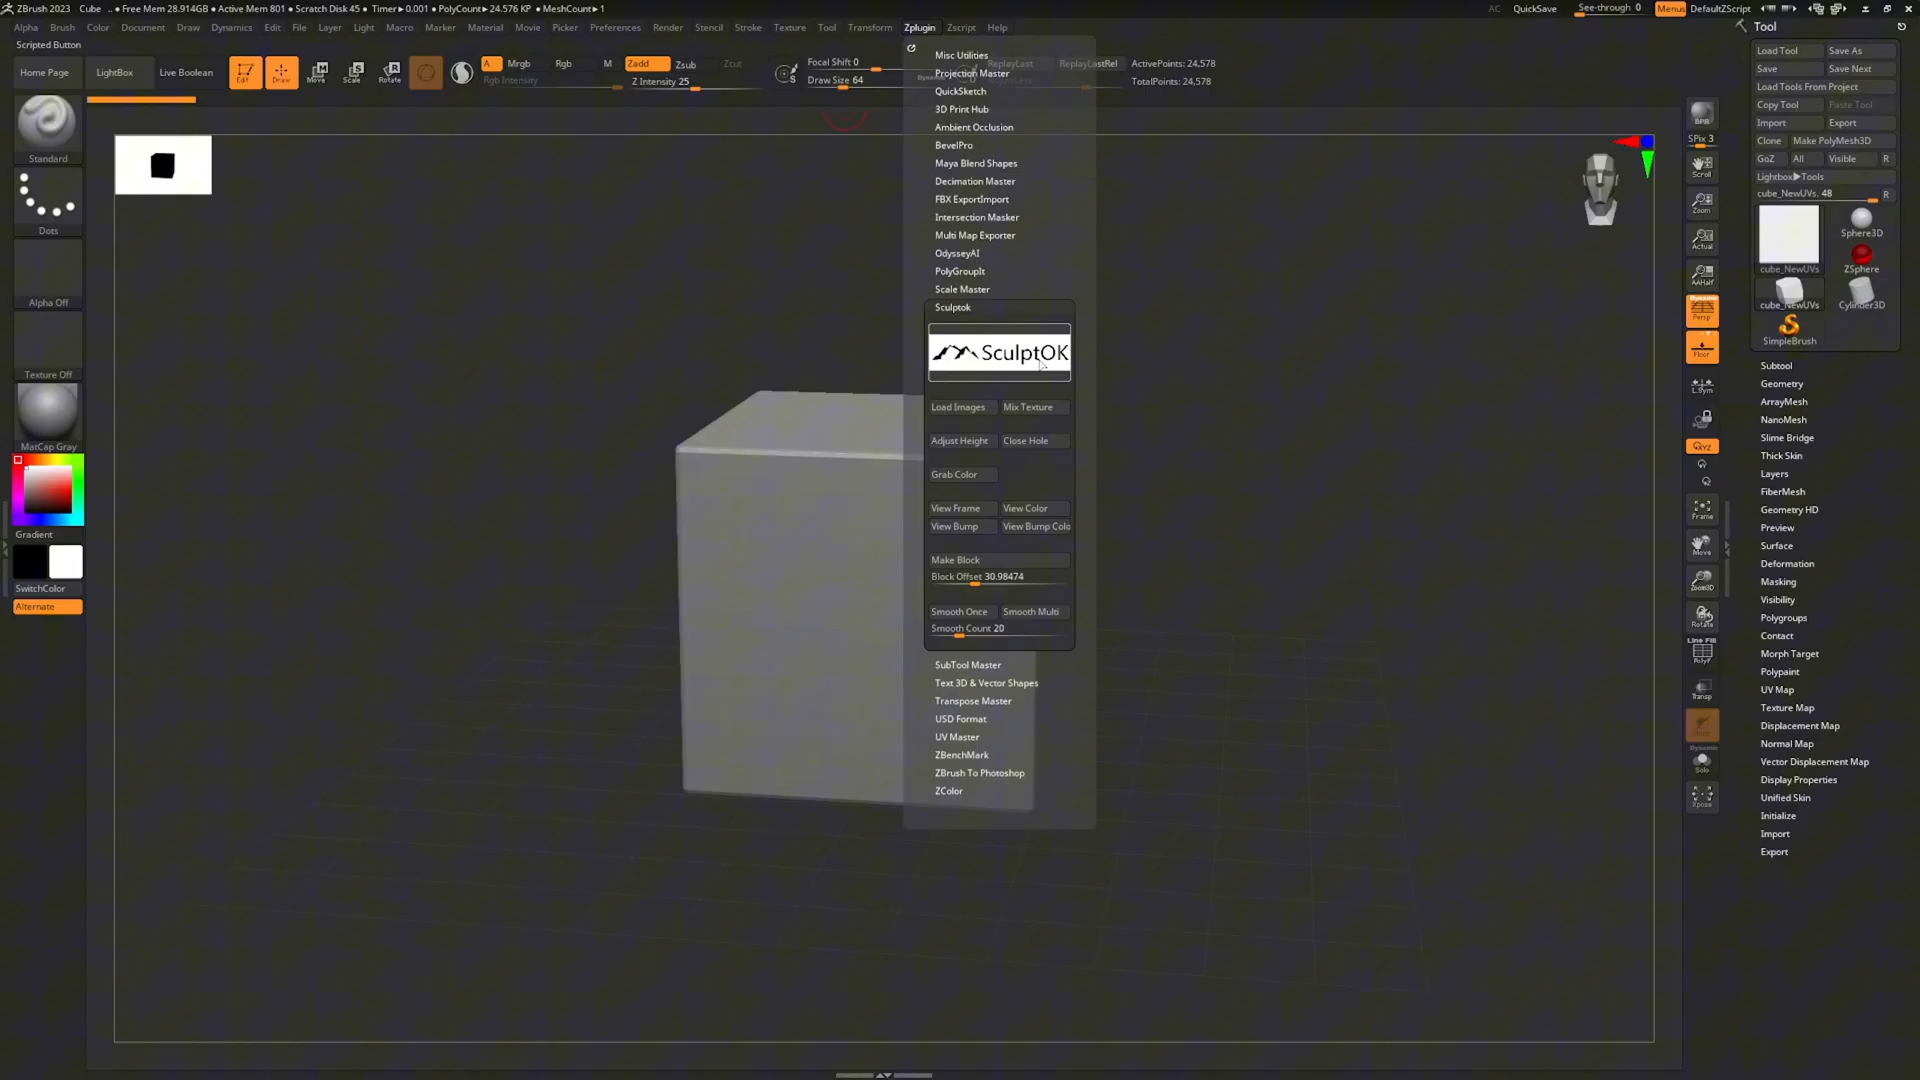 ZBrush 2023 Cube .. ● Free Mem 28.914GB ● Active Mem 801 ● Scratch Disk 45 ● Timer▶0.001 ● PolyCount▶24.576 KP ● MeshCount▶1 AC QuickSave See-through 0 Menus DefaultZScript
Alpha Brush Color Document Draw Dynamics Edit File Layer Light Macro Marker Material Movie Picker Preferences Render Stencil Stroke Texture Tool Transform Zplugin Zscript Help
Scripted Button
Home Page LightBox Live Boolean Edit Draw Move Scale Rotate
A Mrgb Rgb M Zadd Zsub Zcut
Rgb Intensity Z Intensity 25
S Focal Shift 0
Draw Size 64
Dynamic
ReplayLast ReplayLastRel
ActivePoints: 24,578
TotalPoints: 24,578
Standard
Dots
Alpha Off
Texture Off
MatCap Gray
Gradient
SwitchColor
Alternate
Misc Utilities
Projection Master
QuickSketch
3D Print Hub
Ambient Occlusion
BevelPro
Maya Blend Shapes
Decimation Master
FBX ExportImport
Intersection Masker
Multi Map Exporter
OdysseyAI
PolyGroupIt
Scale Master
Sculptok
SculptOK
Load Images Mix Texture
Adjust Height Close Hole
Grab Color
View Frame View Color
View Bump View Bump Colo
Make Block
Block Offset 30.98474
Smooth Once Smooth Multi
Smooth Count 20
SubTool Master
Text 3D & Vector Shapes
Transpose Master
USD Format
UV Master
ZBenchMark
ZBrush To Photoshop
ZColor
BPR
SPix 3
Scroll
Zoom
Actual
AAHalf
Dynamic
Persp
Floor
L.Sym
XYZ
Frame
Move
Zoom3D
Rotate
Line Fill
PolyF
Transp
Dynamic
Solo
Xpose
Tool
Load Tool Save As
Save Save Next
Load Tools From Project
Copy Tool Paste Tool
Import Export
Clone Make PolyMesh3D
GoZ All Visible R
Lightbox▶Tools
cube_NewUVs. 48 R
cube_NewUVs Sphere3D
ZSphere
cube_NewUVs Cylinder3D
SimpleBrush
Subtool
Geometry
ArrayMesh
NanoMesh
Slime Bridge
Thick Skin
Layers
FiberMesh
Geometry HD
Preview
Surface
Deformation
Masking
Visibility
Polygroups
Contact
Morph Target
Polypaint
UV Map
Texture Map
Displacement Map
Normal Map
Vector Displacement Map
Display Properties
Unified Skin
Initialize
Import
Export